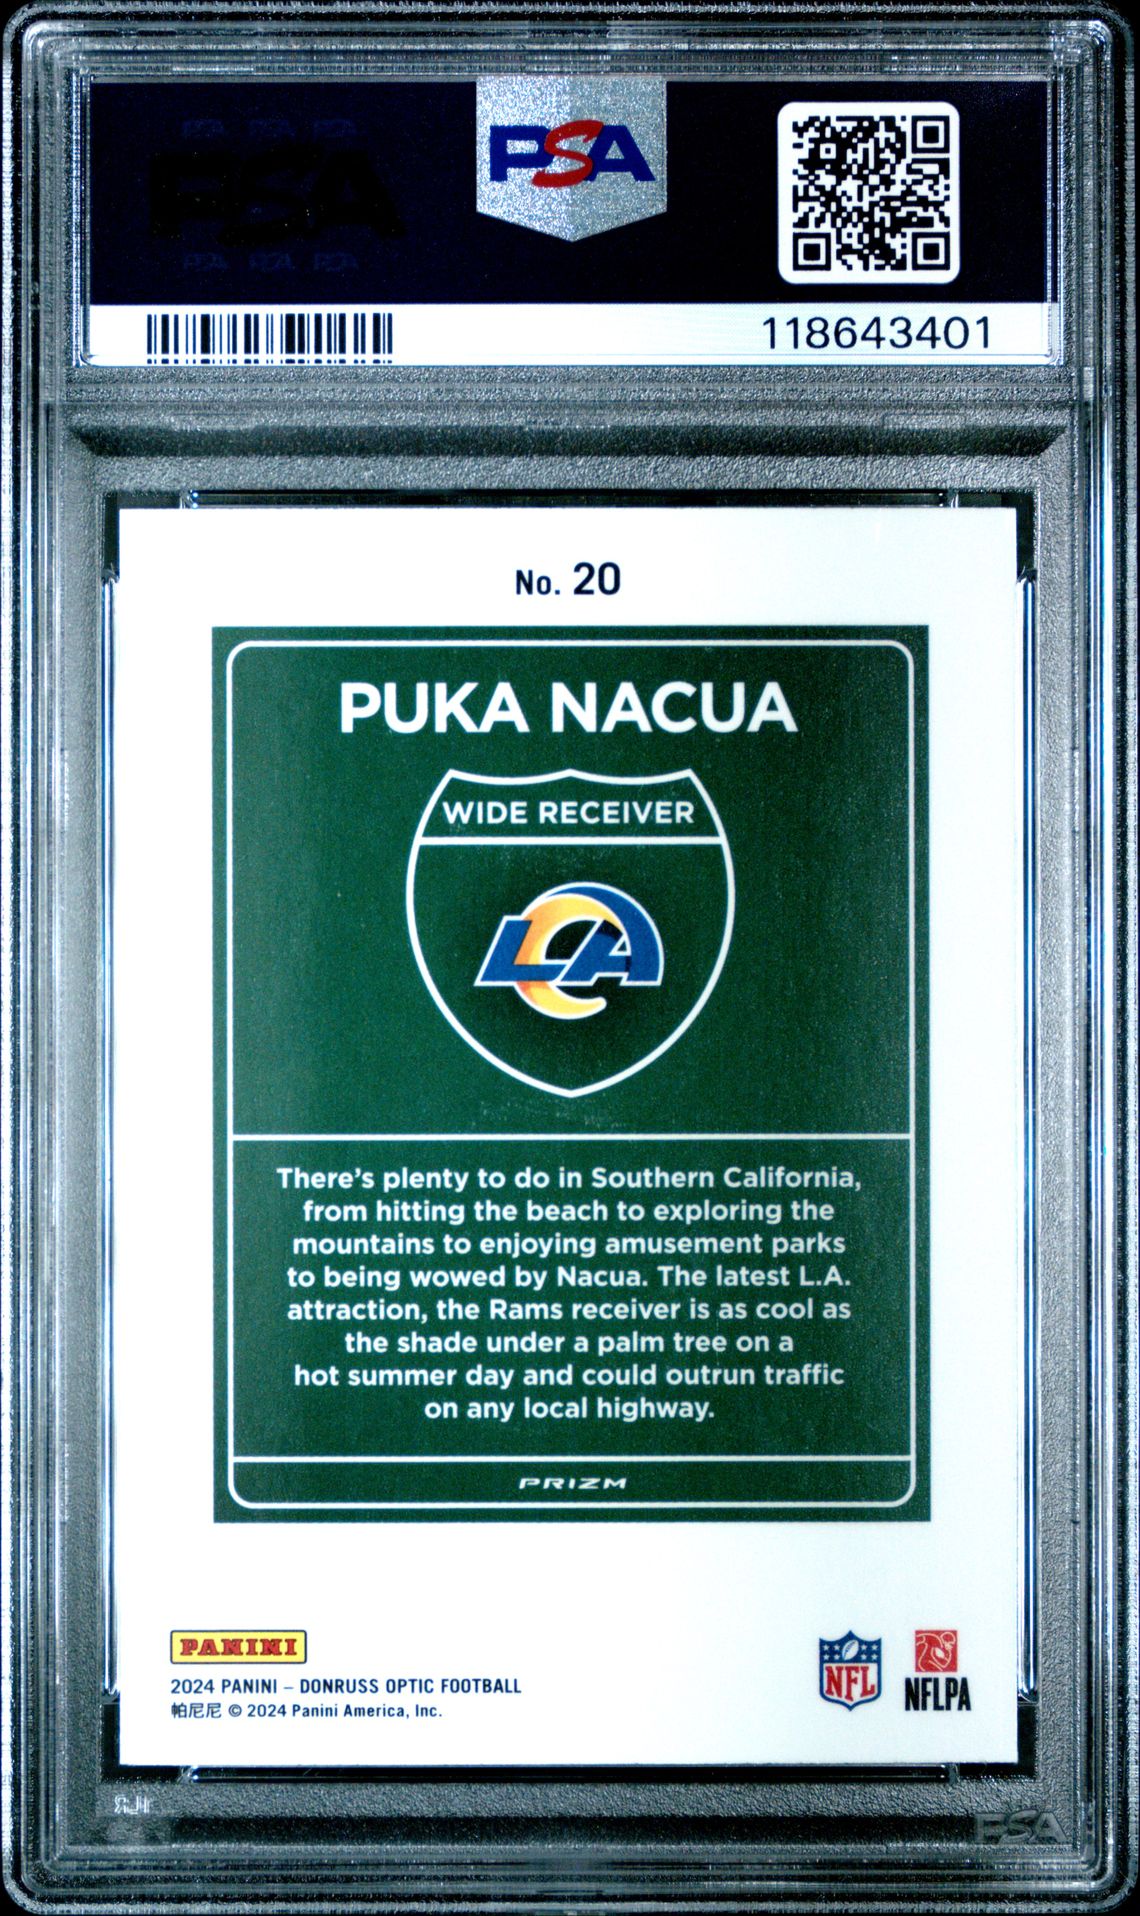 PSA
118643401
No. 20
PUKA NACUA
WIDE RECEIVER
LA
There's plenty to do in Southern California,
from hitting the beach to exploring the
mountains to enjoying amusement parks
to being wowed by Nacua. The latest L.A.
attraction, the Rams receiver is as cool as
the shade under a palm tree on a
hot summer day and could outrun traffic
on any local highway.
PRIZM
PANINI
2024 PANINI – DONRUSS OPTIC FOOTBALL
帕尼尼 © 2024 Panini America, Inc.
NFL
NFLPA
PSA